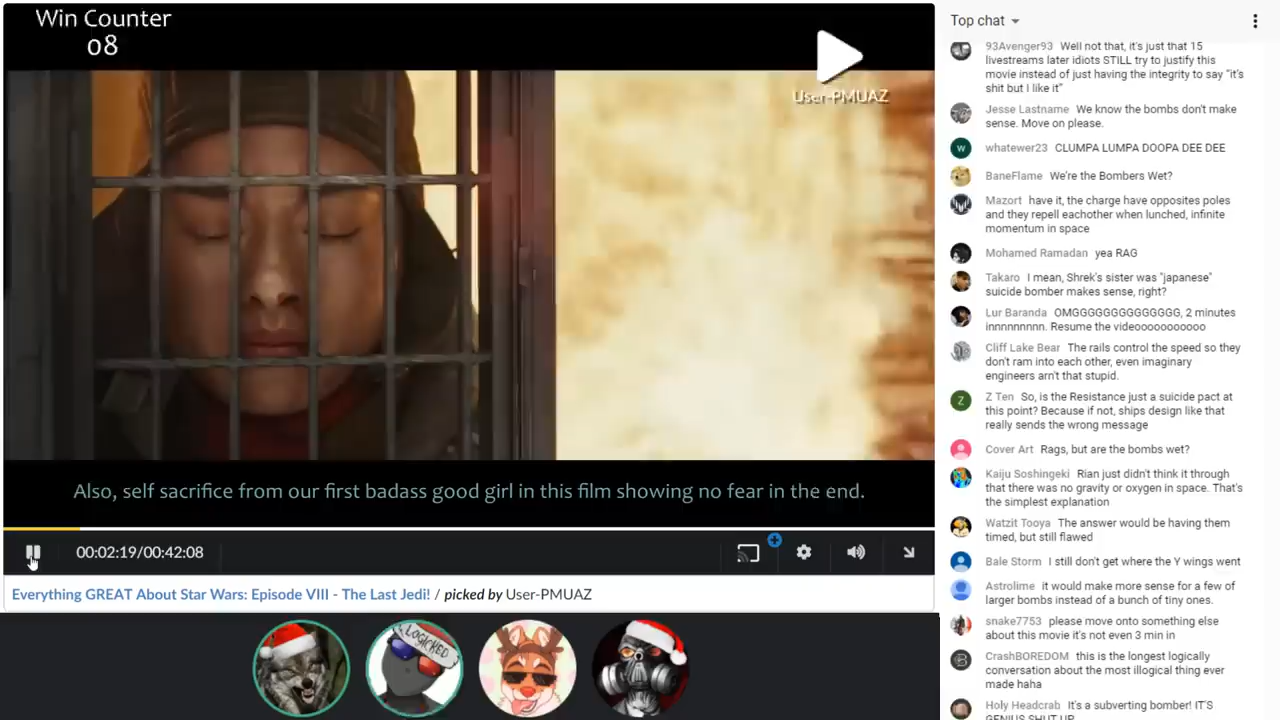 Win Counter
08
User-PMUAZ
Also, self sacrifice from our first badass good girl in this film showing no fear in the end.
00:02:19/00:42:08
Everything GREAT About Star Wars: Episode VIII - The Last Jedi! / picked by User-PMUAZ
LOGICKED
Top chat
93Avenger93 Well not that, it's just that 15
livestreams later idiots STILL try to justify this
movie instead of just having the integrity to say "it's
shit but I like it"
Jesse Lastname We know the bombs don't make
sense. Move on please.
w
whatewer23 CLUMPA LUMPA DOOPA DEE DEE
BaneFlame We're the Bombers Wet?
Mazort have it, the charge have opposites poles
and they repell eachother when lunched, infinite
momentum in space
Mohamed Ramadan yea RAG
Takaro I mean, Shrek's sister was "japanese"
suicide bomber makes sense, right?
Lur Baranda OMGGGGGGGGGGGGG, 2 minutes
innnnnnnnn. Resume the videooooooooooo
Cliff Lake Bear The rails control the speed so they
don't ram into each other, even imaginary
engineers arn't that stupid.
Z
Z Ten So, is the Resistance just a suicide pact at
this point? Because if not, ships design like that
really sends the wrong message
Cover Art Rags, but are the bombs wet?
Kaiju Soshingeki Rian just didn't think it through
that there was no gravity or oxygen in space. That's
the simplest explanation
Watzit Tooya The answer would be having them
timed, but still flawed
Bale Storm I still don't get where the Y wings went
Astrolime it would make more sense for a few of
larger bombs instead of a bunch of tiny ones.
snake7753 please move onto something else
about this movie it's not even 3 min in
CrashBOREDOM this is the longest logically
conversation about the most illogical thing ever
made haha
Holy Headcrab It's a subverting bomber! IT'S
GENIUS SHUT UP